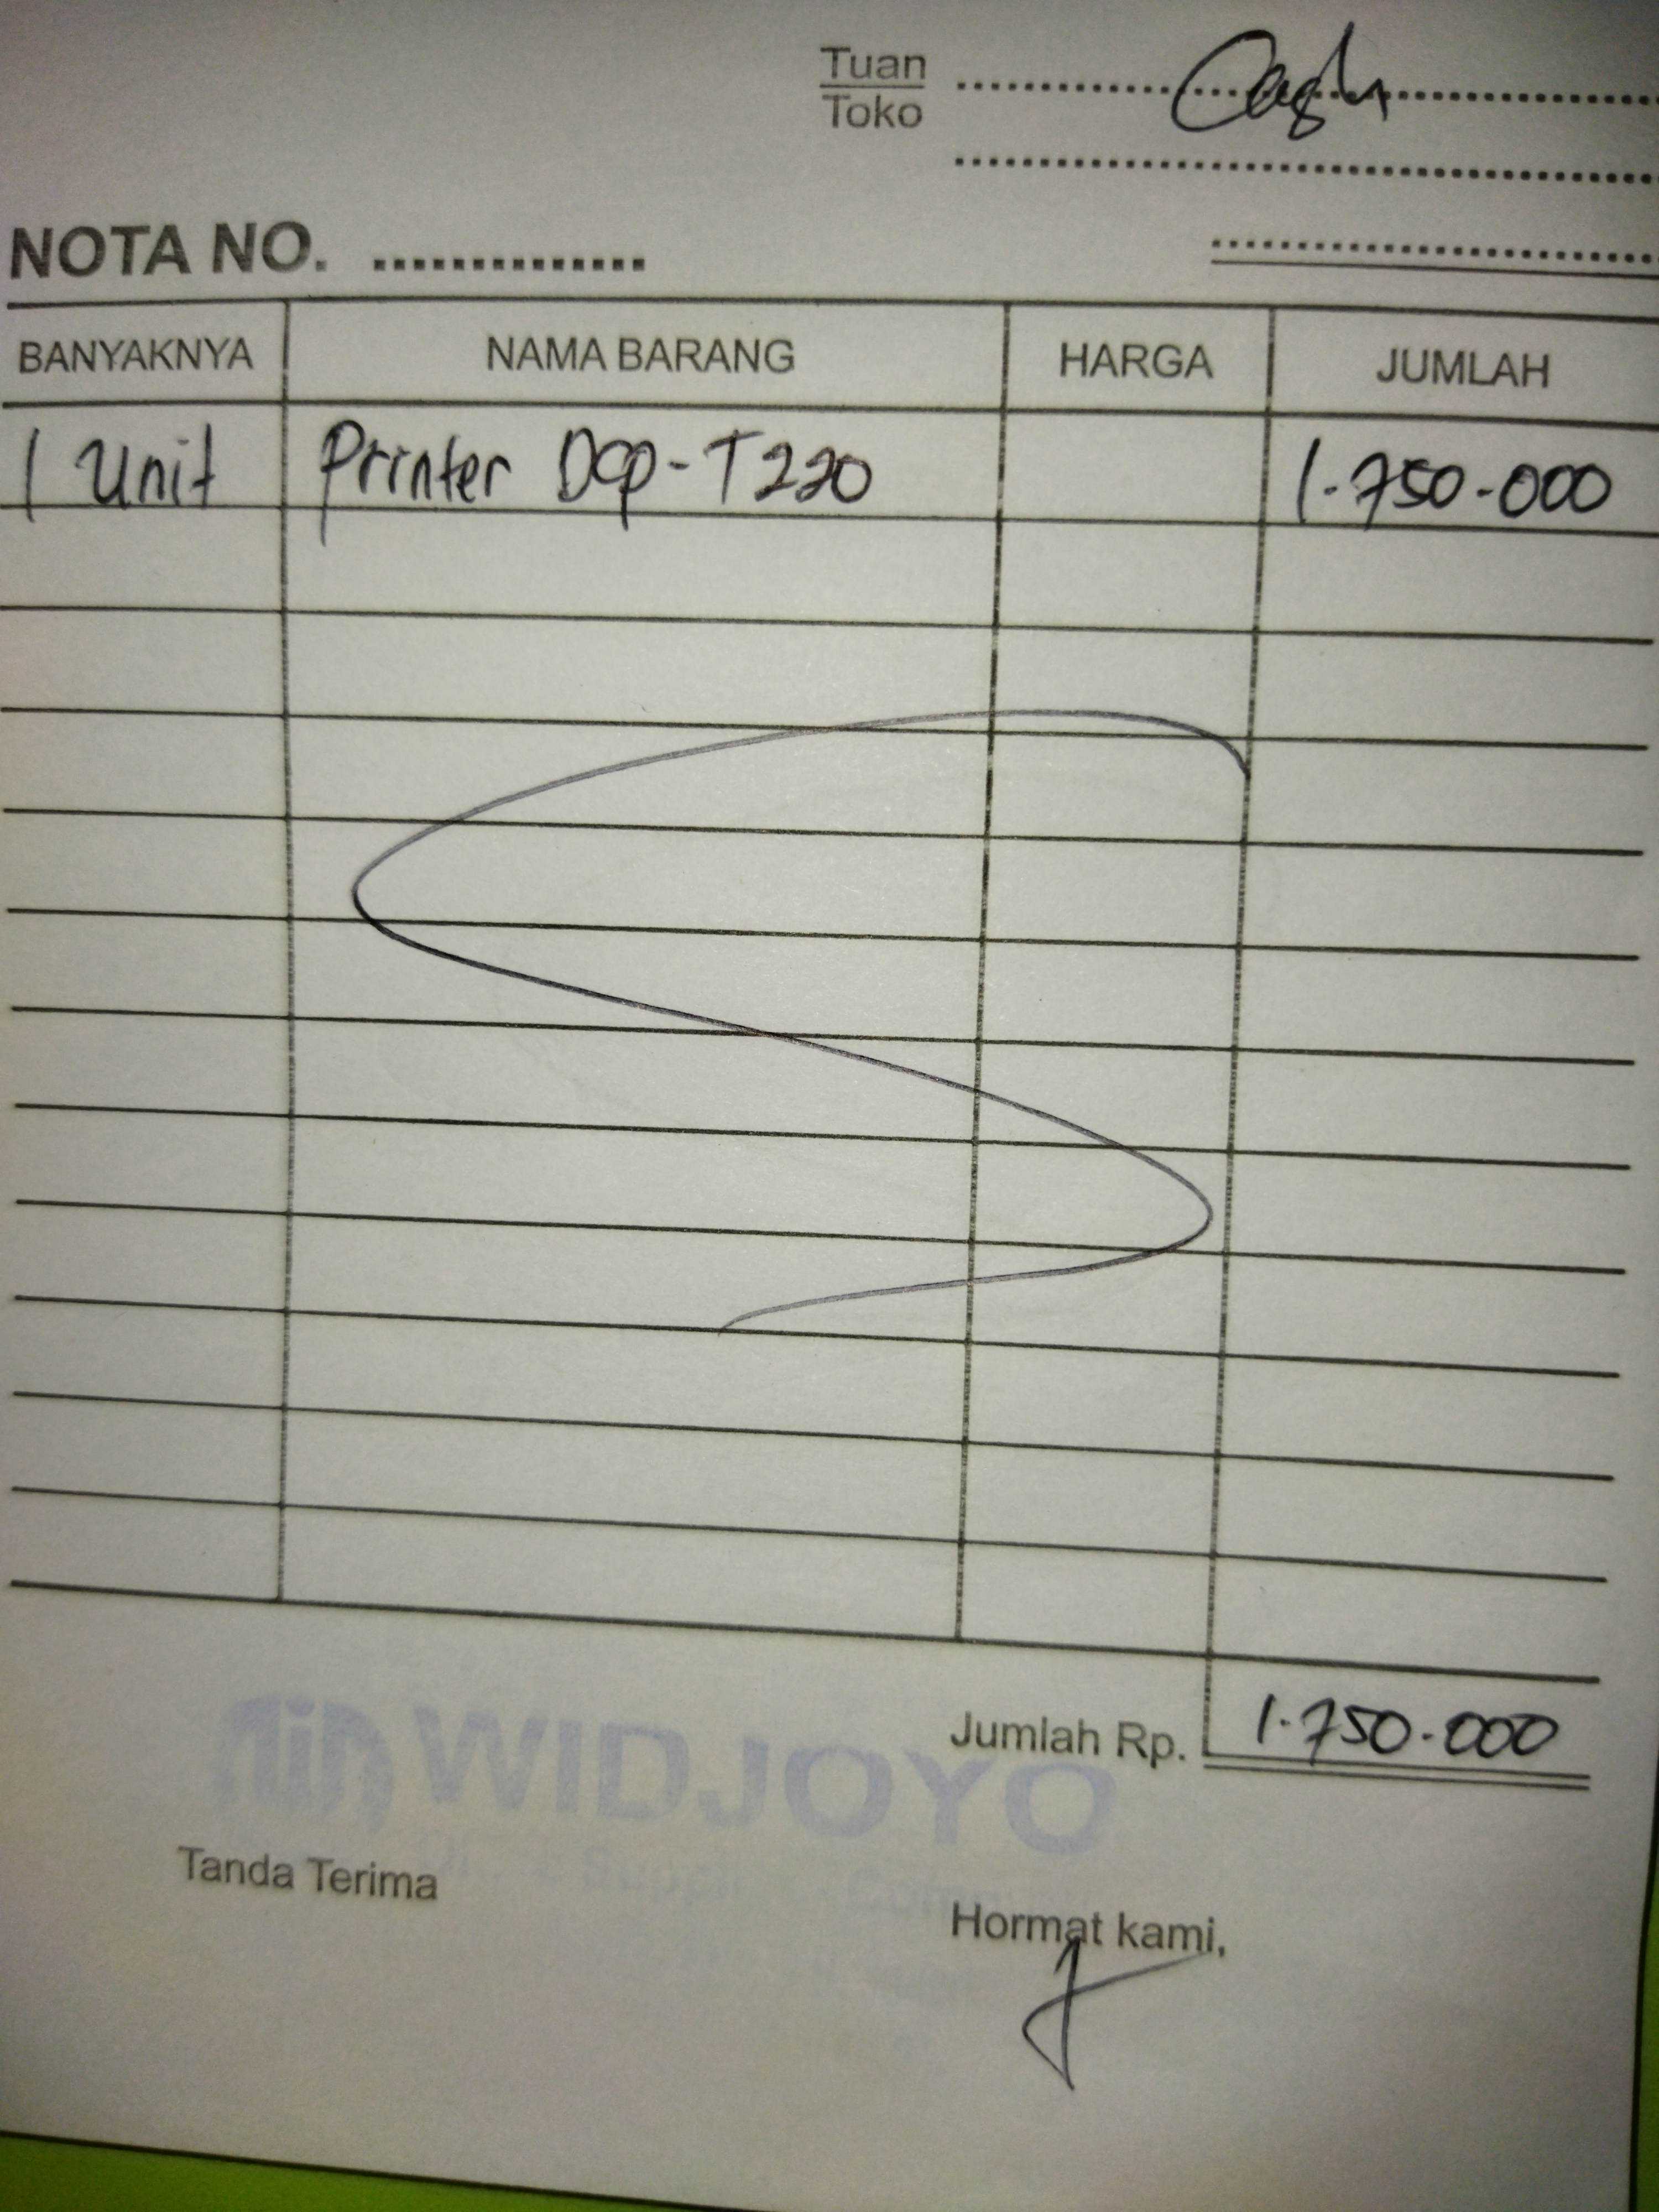 Tuan
Toko
Cash
NOTA NO. ..............
BANYAKNYA NAMA BARANG HARGA JUMLAH
1 Unit Printer Dcp-T220 1.750.000
Jumlah Rp. 1.750.000
WIDJOYO
Tanda Terima
Hormat kami,